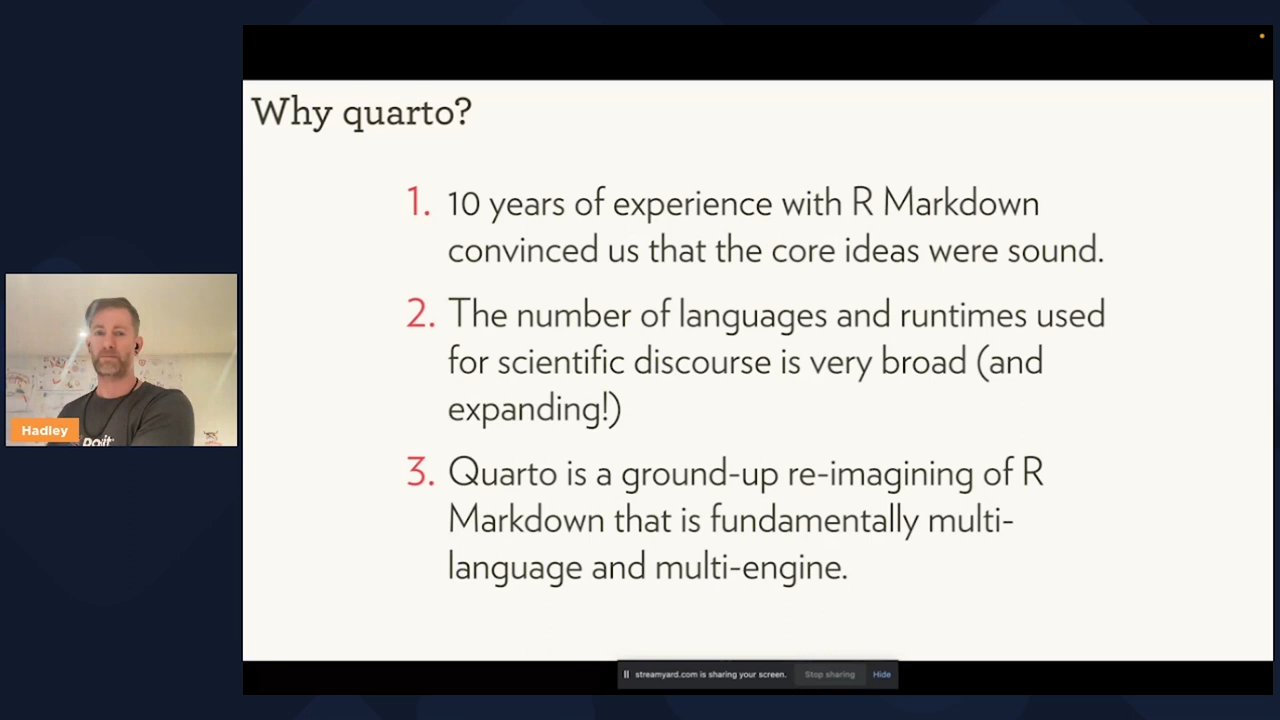 Why quarto?
1. 10 years of experience with R Markdown
convinced us that the core ideas were sound.
2. The number of languages and runtimes used
for scientific discourse is very broad (and
expanding!)
3. Quarto is a ground-up re-imagining of R
Markdown that is fundamentally multi-
language and multi-engine.
Hadley
posit
streamyard.com is sharing your screen. Stop sharing Hide